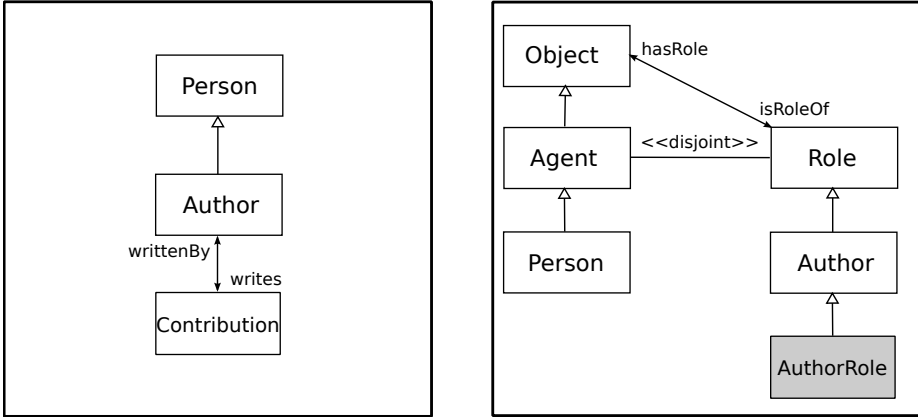 Person
Author
writtenBy
writes
Contribution
Object
hasRole
isRoleOf
Agent
<<disjoint>>
Role
Person
Author
AuthorRole